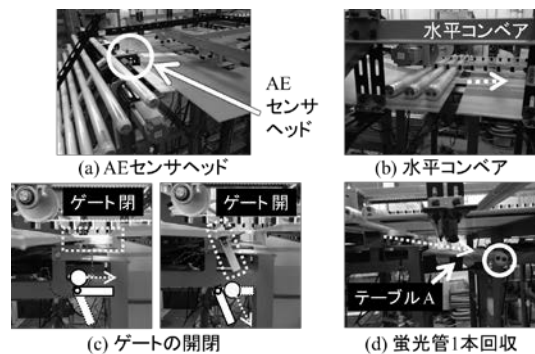 AE
センサ
ヘッド
(a) AEセンサヘッド
水平コンベア
(b) 水平コンベア
ゲート閉
ゲート開
(c) ゲートの開閉
テーブルA
(d) 蛍光管1本回収